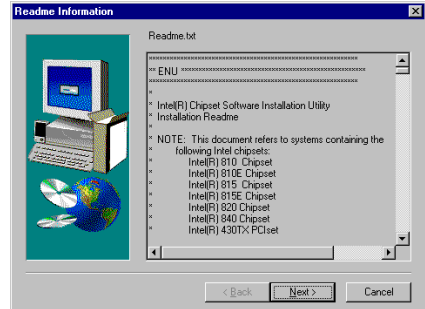 Readme Information
Readme.txt
** ENU
* Intel(R) Chipset Software Installation Utility
* Installation Readme
* NOTE: This document refers to systems containing the
* following Intel chipsets:
* Intel(R) 810 Chipset
* Intel(R) 810E Chipset
* Intel(R) 815 Chipset
* Intel(R) 815E Chipset
* Intel(R) 820 Chipset
* Intel(R) 840 Chipset
* Intel(R) 430TX PCIset
< Back
Next >
Cancel